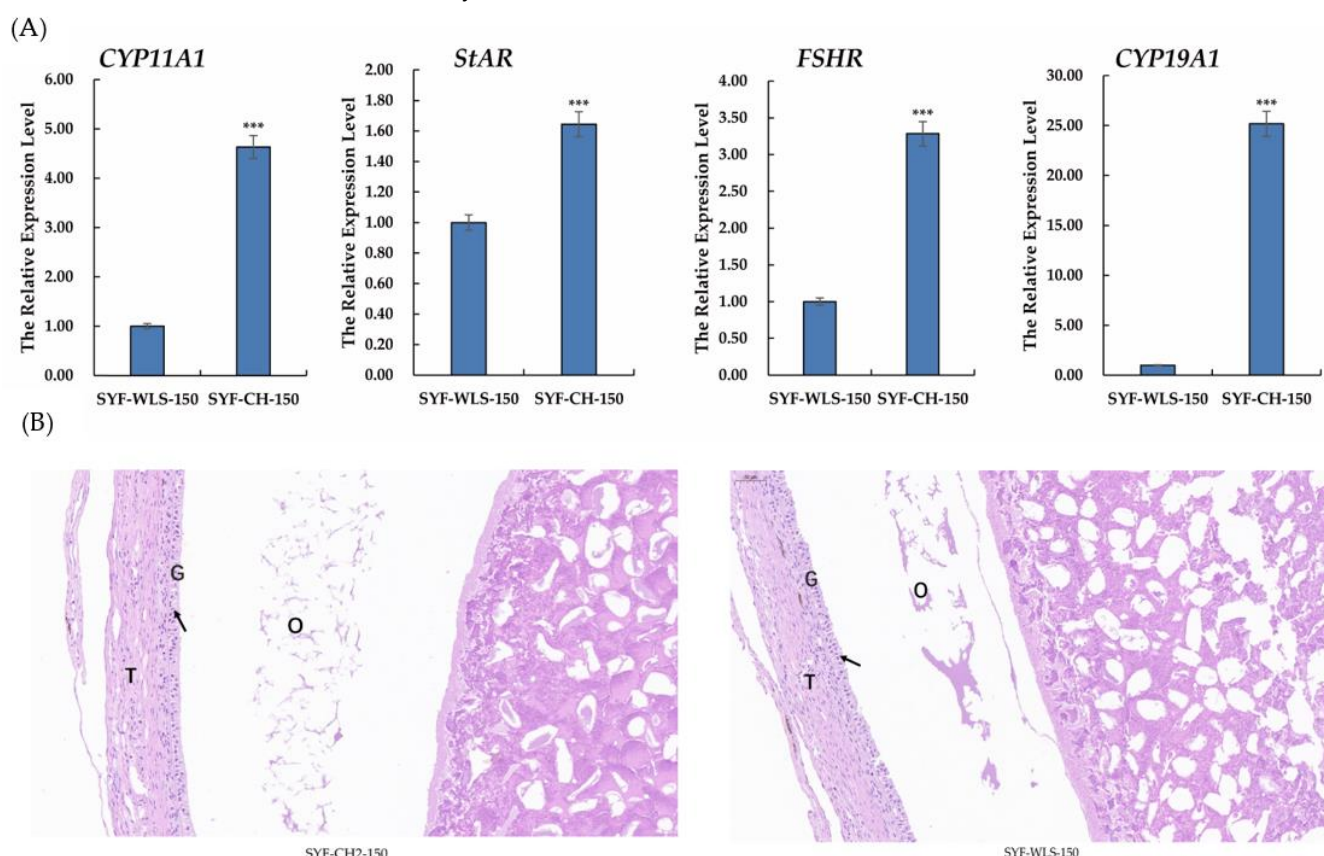 (A)
CYP11A1
The Relative Expression Level
6.00
5.00
4.00
3.00
2.00
1.00
0.00
***
SYF-WLS-150 SYF-CH-150
StAR
The Relative Expression Level
2.00
1.80
1.60
1.40
1.20
1.00
0.80
0.60
0.40
0.20
0.00
***
SYF-WLS-150 SYF-CH-150
FSHR
The Relative Expression Level
4.00
3.50
3.00
2.50
2.00
1.50
1.00
0.50
0.00
***
SYF-WLS-150 SYF-CH-150
CYP19A1
The Relative Expression Level
30.00
25.00
20.00
15.00
10.00
5.00
0.00
***
SYF-WLS-150 SYF-CH-150
(B)
G
O
T
SYF-CH2-150
G
O
T
SYF-WLS-150